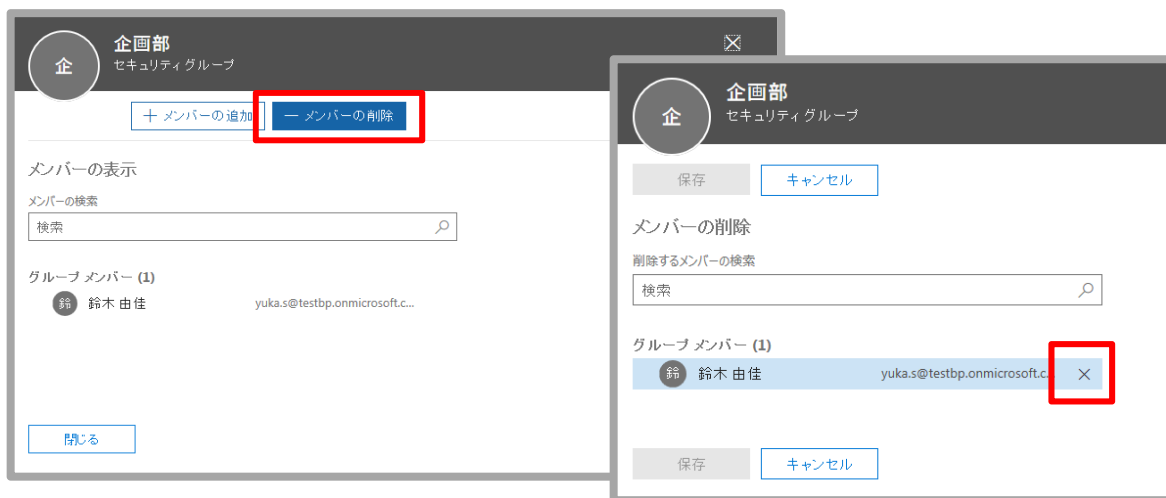 企
企画部
セキュリティグループ
＋ メンバーの追加
― メンバーの削除
メンバーの表示
メンバーの検索
検索
グループ メンバー (1)
鈴 鈴木 由佳 yuka.s@testbp.onmicrosoft.c...
閉じる
企
企画部
セキュリティグループ
保存 キャンセル
メンバーの削除
削除するメンバーの検索
検索
グループ メンバー (1)
鈴 鈴木 由佳 yuka.s@testbp.onmicrosoft.c...
保存 キャンセル